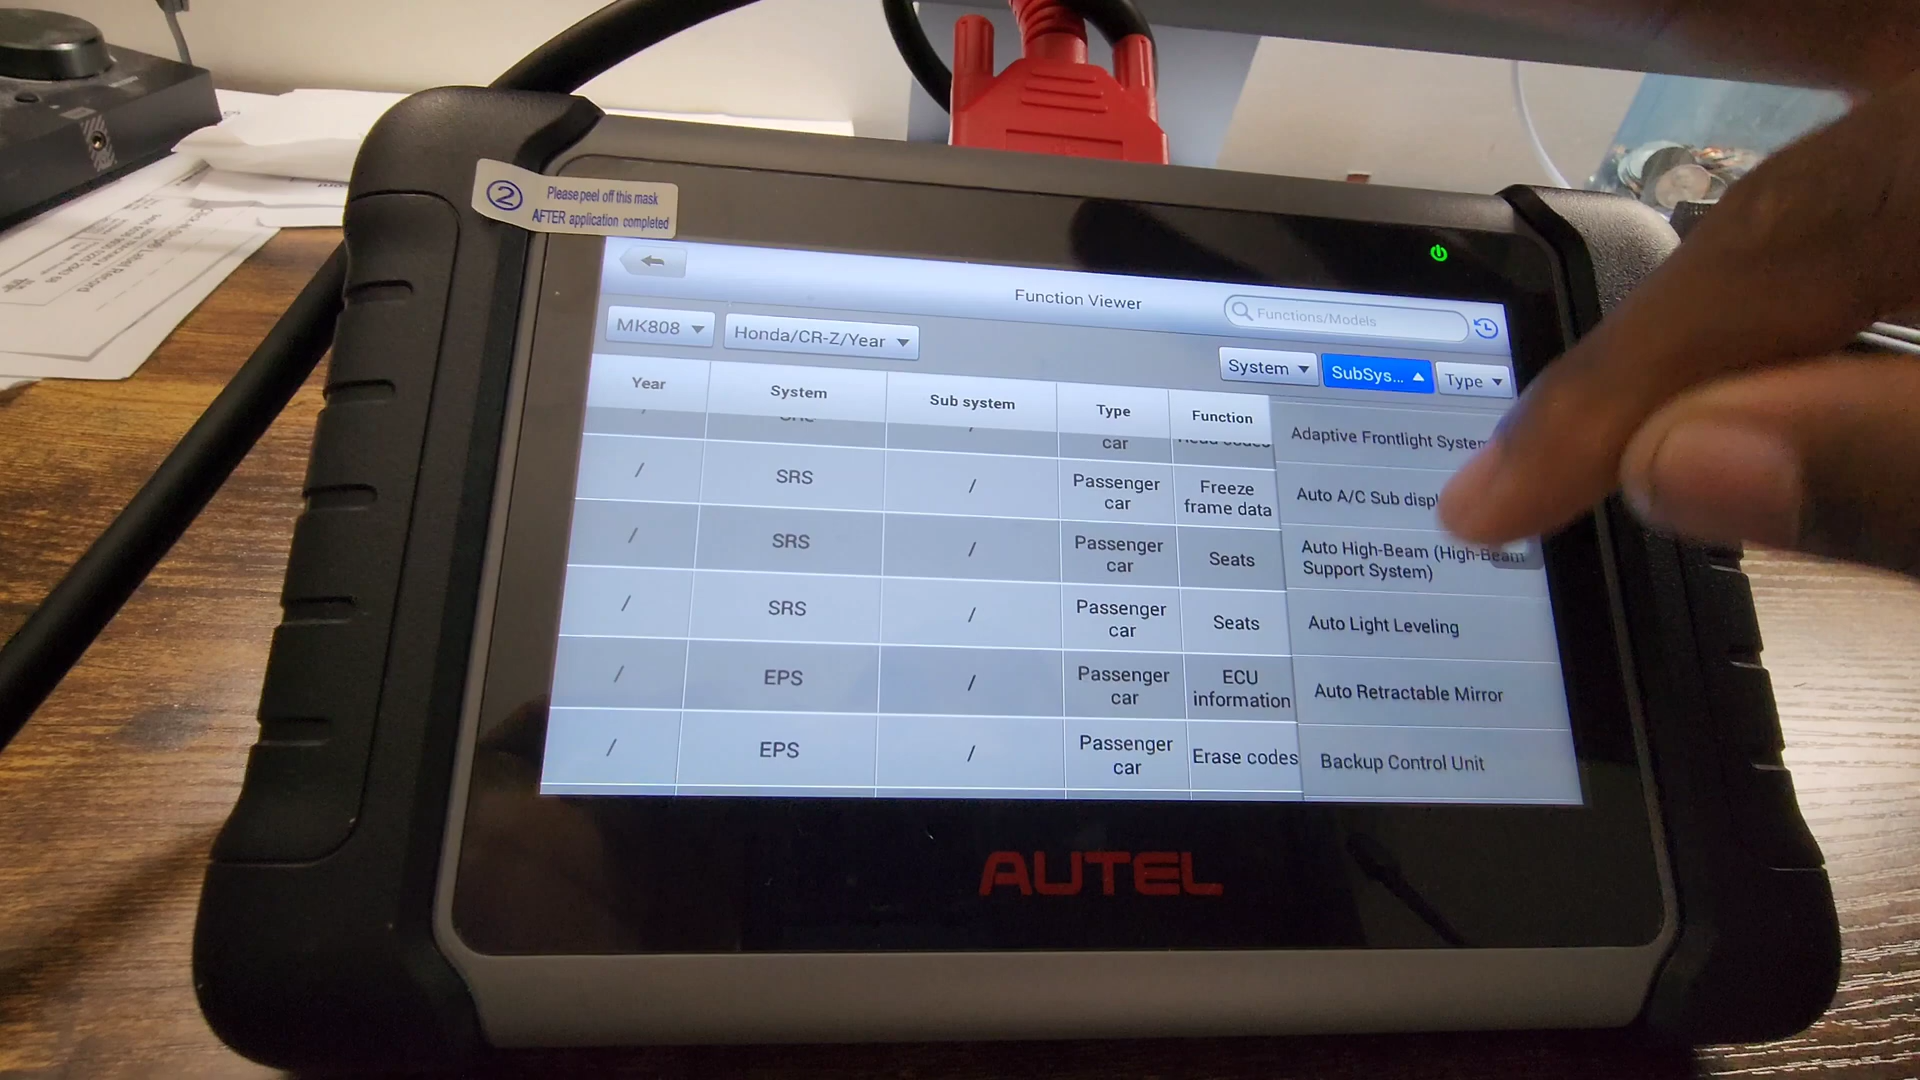 2
Please peel off this mask
AFTER application completed
Function Viewer
Functions/Models
MK808
Honda/CR-Z/Year
System
SubSys...
Type
Year
System
Sub system
Type
Function
/
/
car
Adaptive Frontlight System
/
SRS
/
Passenger
car
Freeze
frame data
Auto A/C Sub
/
SRS
/
Passenger
car
Seats
Auto High-Beam (High-Beam
Support System)
/
SRS
/
Passenger
car
Seats
Auto Light Leveling
/
EPS
/
Passenger
car
ECU
information
Auto Retractable Mirror
/
EPS
/
Passenger
car
Erase codes
Backup Control Unit
AUTEL
Label Record